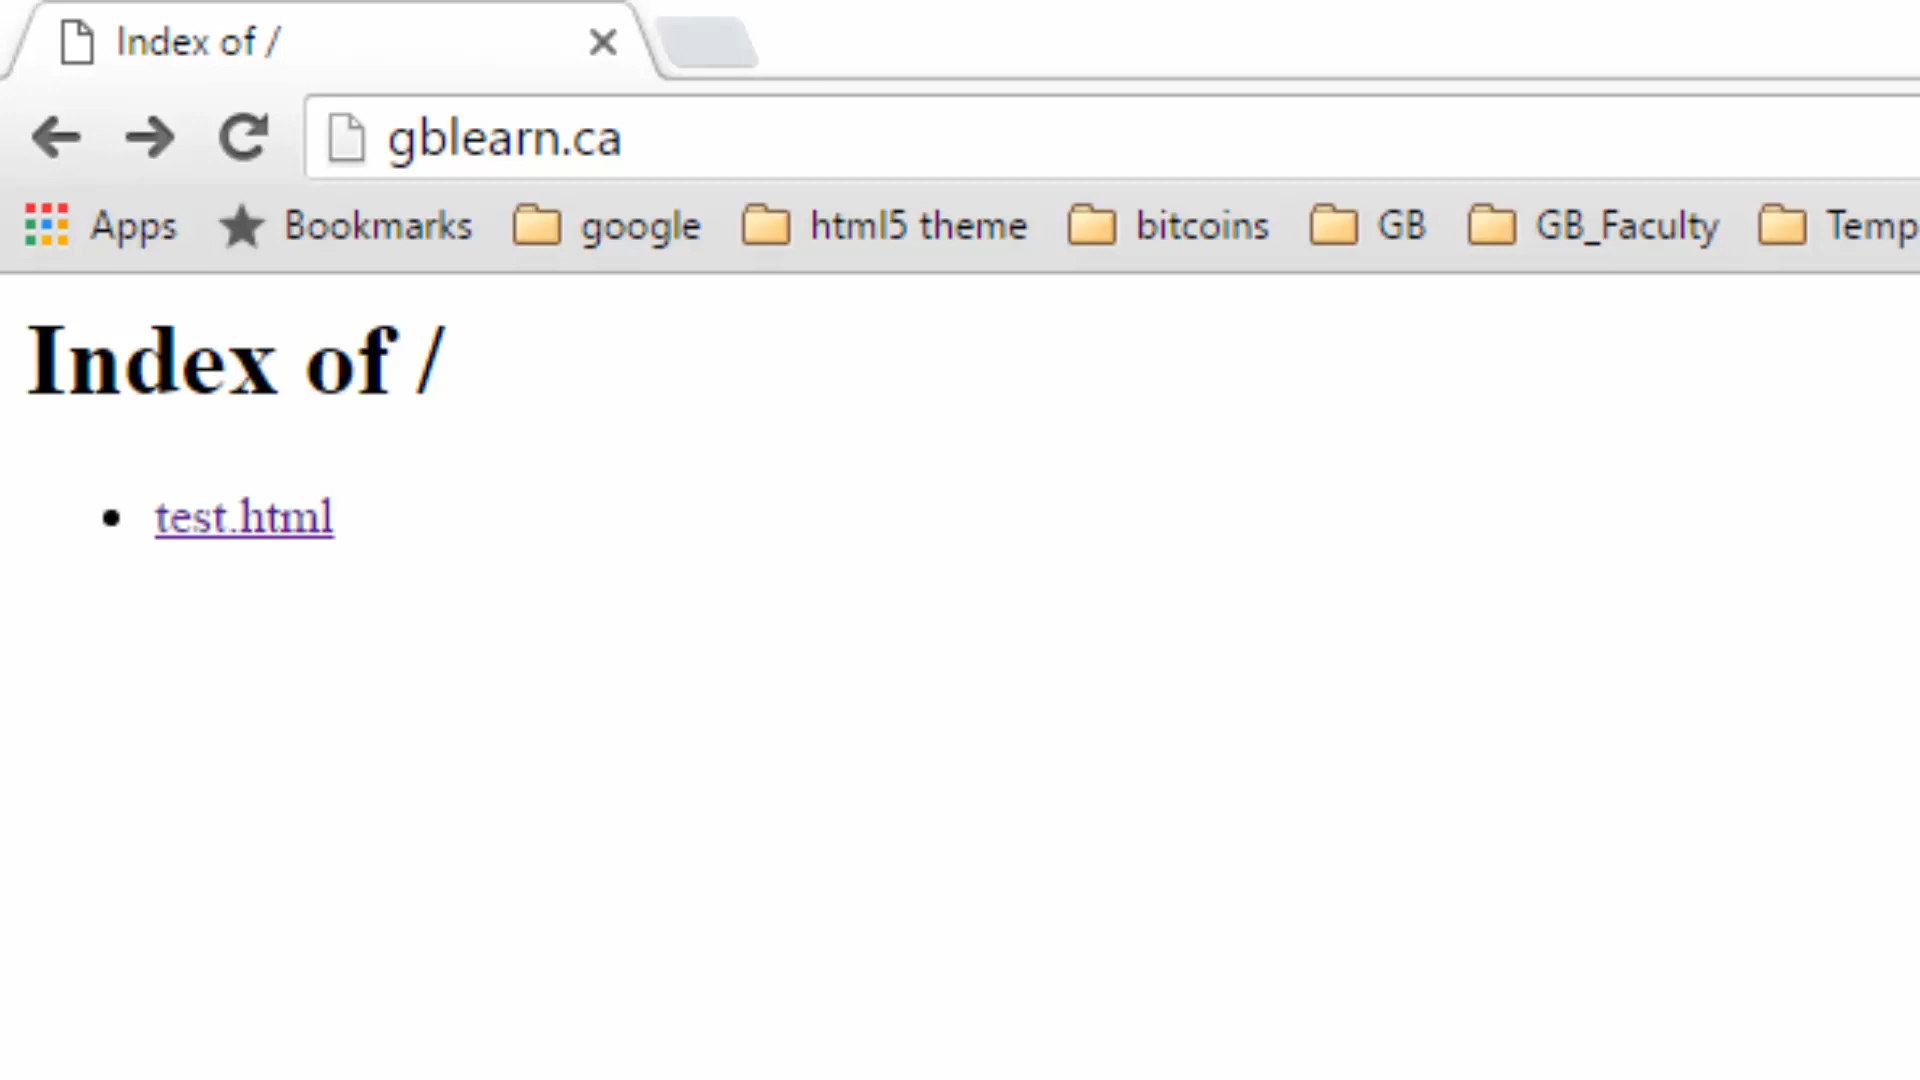 Index of /
gblearn.ca
Apps Bookmarks google html5 theme bitcoins GB GB_Faculty Temp
Index of /
test.html